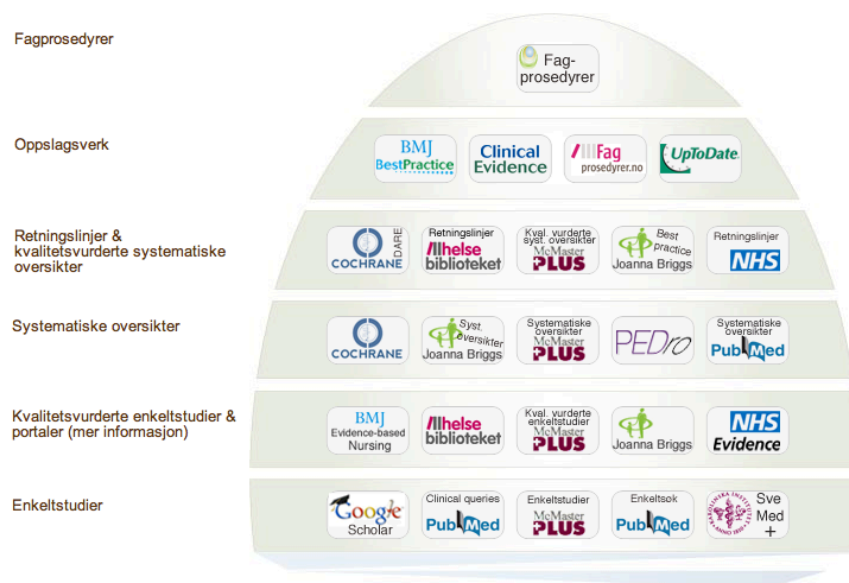 Fagprosedyrer
Fag-
prosedyrer
Oppslagsverk
BMJ
BestPractice
Clinical
Evidence
Fag
prosedyrer.no
UpToDate
Retningslinjer &
kvalitetsvurderte systematiske
oversikter
COCHRANE
DARE
Retningslinjer
helse
biblioteket
Kval. vurderte
syst. oversikter
McMaster
PLUS
Best
practice
Joanna Briggs
Retningslinjer
NHS
Systematiske oversikter
COCHRANE
Syst.
oversikter
Joanna Briggs
Systematiske
oversikter
McMaster
PLUS
PEDro
Systematiske
oversikter
PubMed
Kvalitetsvurderte enkeltstudier &
portaler (mer informasjon)
BMJ
Evidence-based
Nursing
helse
biblioteket
Kval. vurderte
enkeltstudier
McMaster
PLUS
Joanna Briggs
NHS
Evidence
Enkeltstudier
Google
Scholar
Clinical queries
PubMed
Enkeltstudier
McMaster
PLUS
Enkeltsøk
PubMed
Sve
Med
+